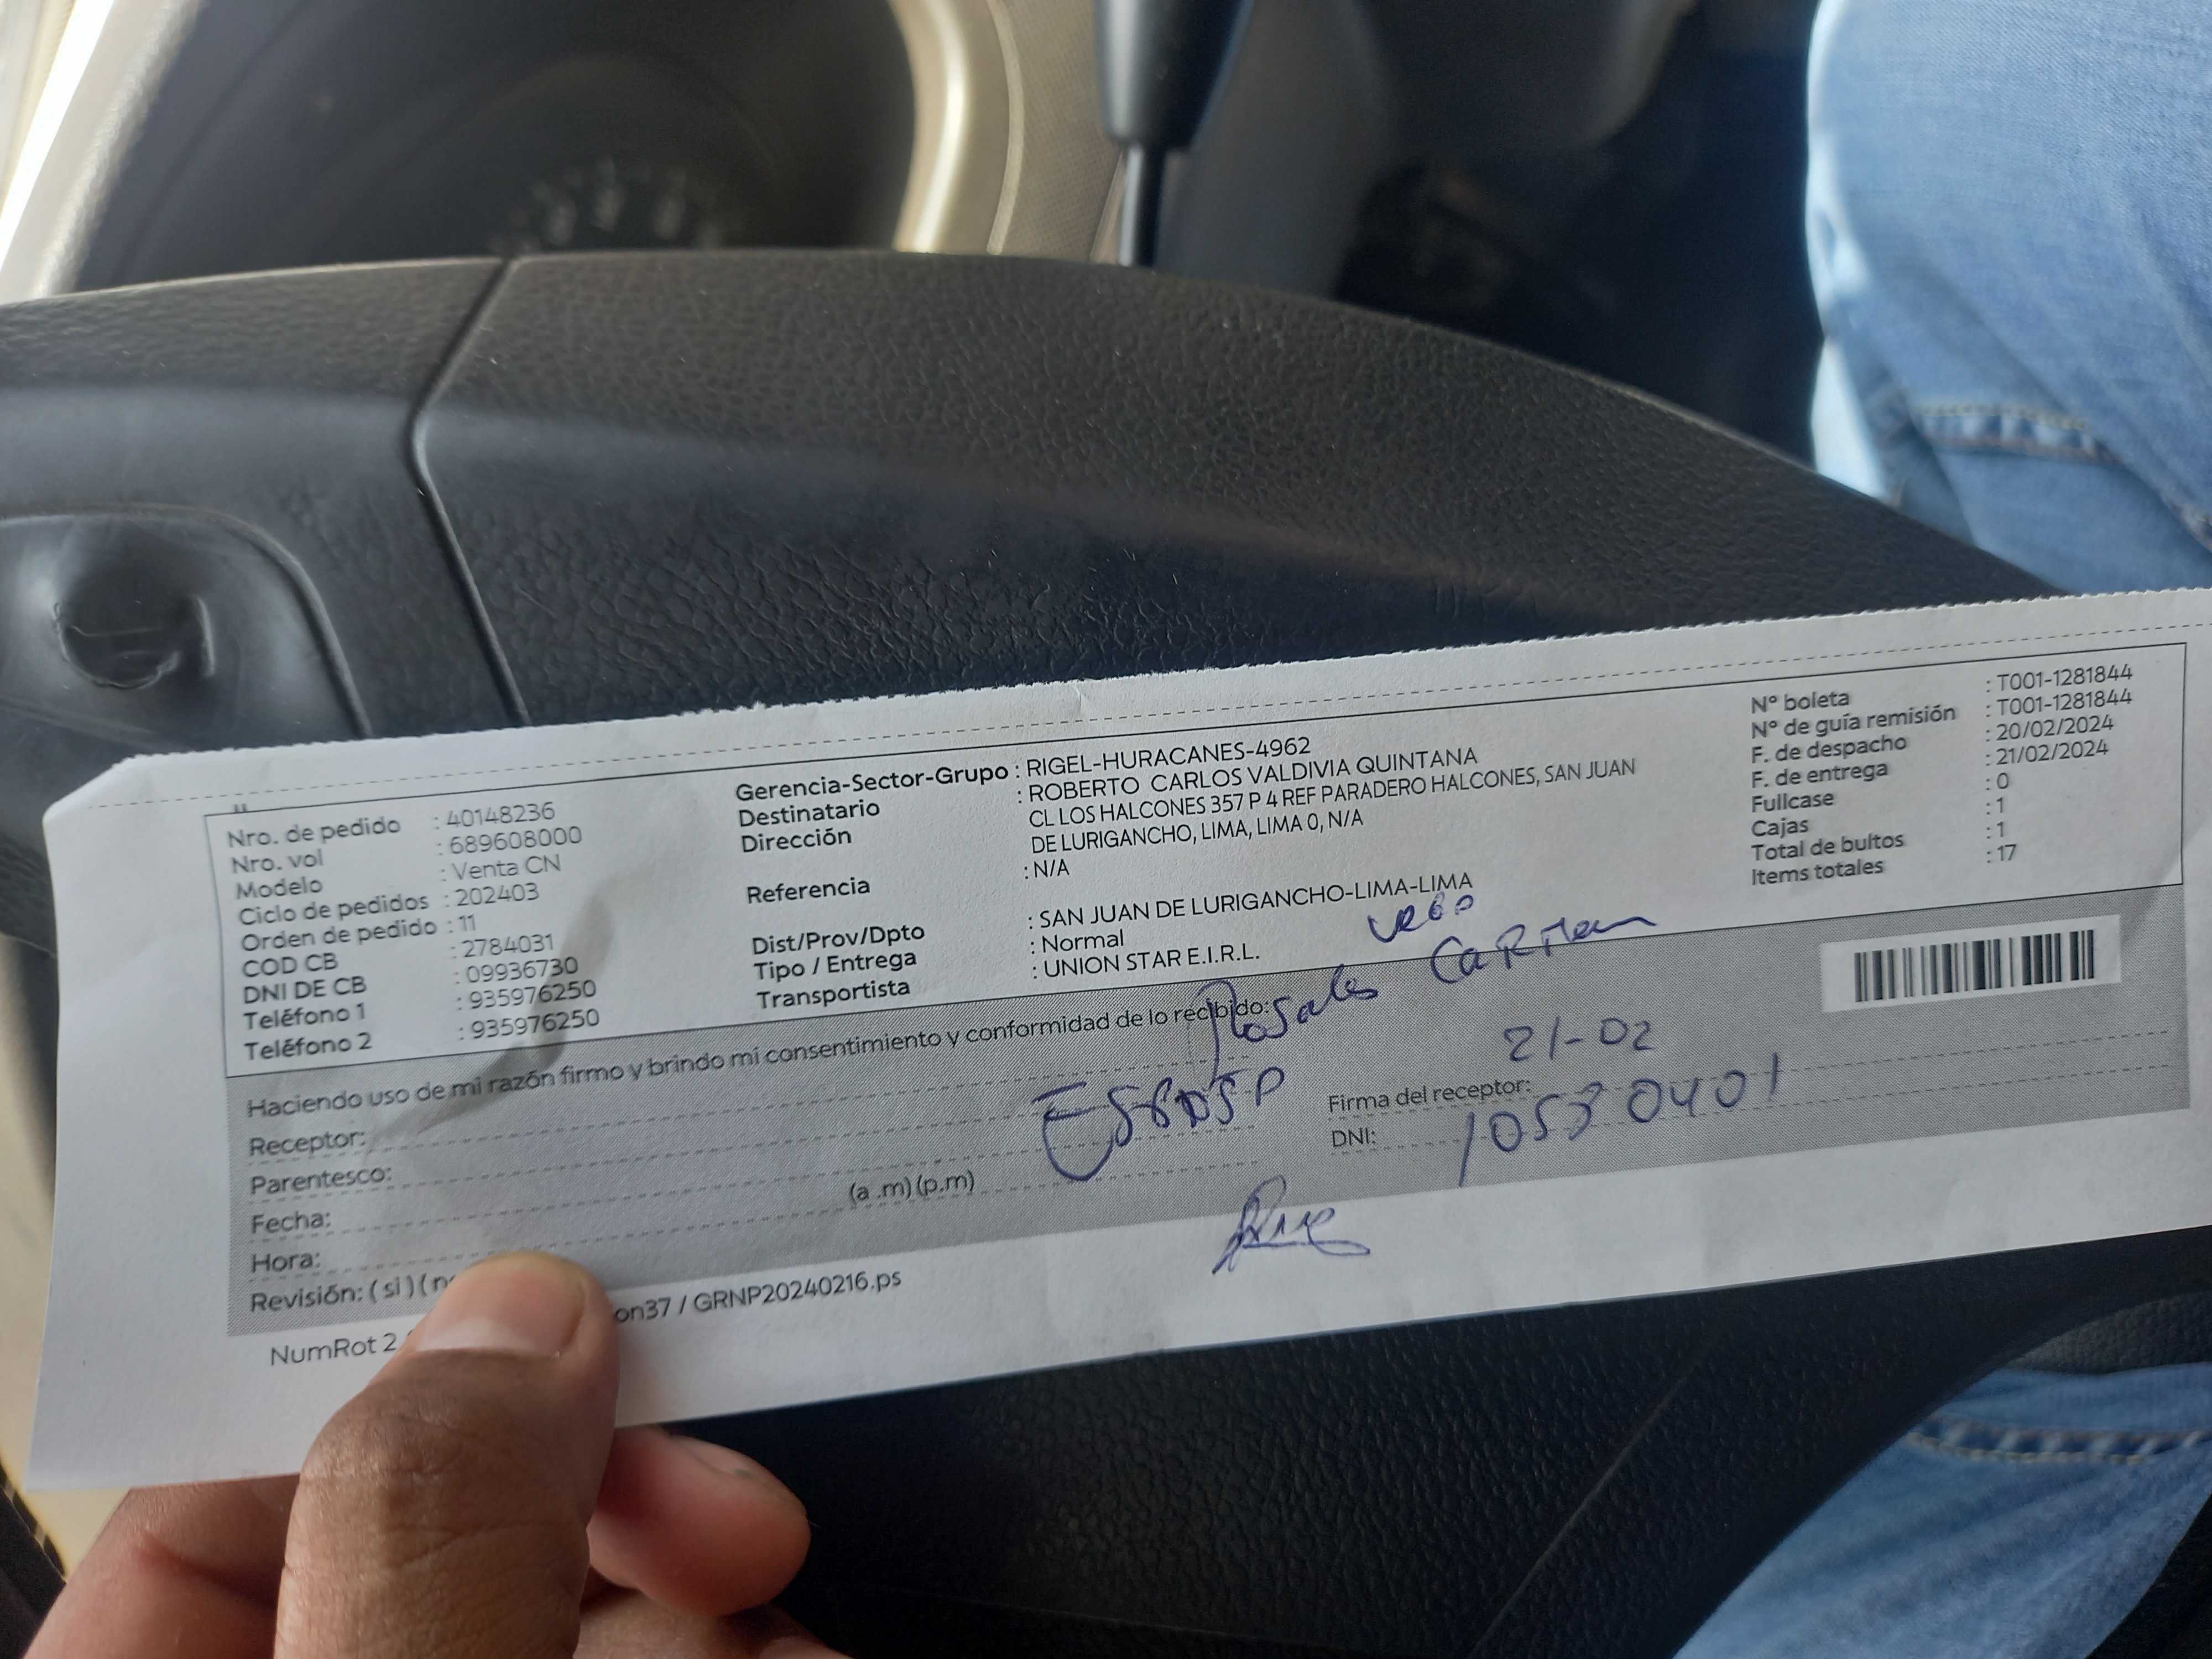 Nro. de pedido : 40148236
Nro. vol : 689608000
Modelo : Venta CN
Ciclo de pedidos : 202403
Orden de pedido : 11
COD CB : 2784031
DNI DE CB : 09936730
Teléfono 1 : 935976250
Teléfono 2 : 935976250
Gerencia-Sector-Grupo : RIGEL-HURACANES-4962
Destinatario : ROBERTO CARLOS VALDIVIA QUINTANA
Dirección CL LOS HALCONES 357 P 4 REF PARADERO HALCONES, SAN JUAN
DE LURIGANCHO, LIMA, LIMA 0, N/A
Referencia : N/A
Dist/Prov/Dpto : SAN JUAN DE LURIGANCHO-LIMA-LIMA
Tipo / Entrega : Normal
Transportista : UNION STAR E.I.R.L.
Nº boleta : T001-1281844
Nº de guía remisión : T001-1281844
F. de despacho : 20/02/2024
F. de entrega : 21/02/2024
Fullcase : 0
Cajas : 1
Total de bultos : 1
Items totales : 17
Haciendo uso de mi razón firmo y brindo mi consentimiento y conformidad de lo recibido:
Rosales Carmen
21-02
Receptor:
Parentesco:
Fecha:
Hora: (a .m) (p.m)
Revisión: ( si ) (
Firma del receptor:
DNI: 10530401
NumRot 2 on37 / GRNP20240216.ps